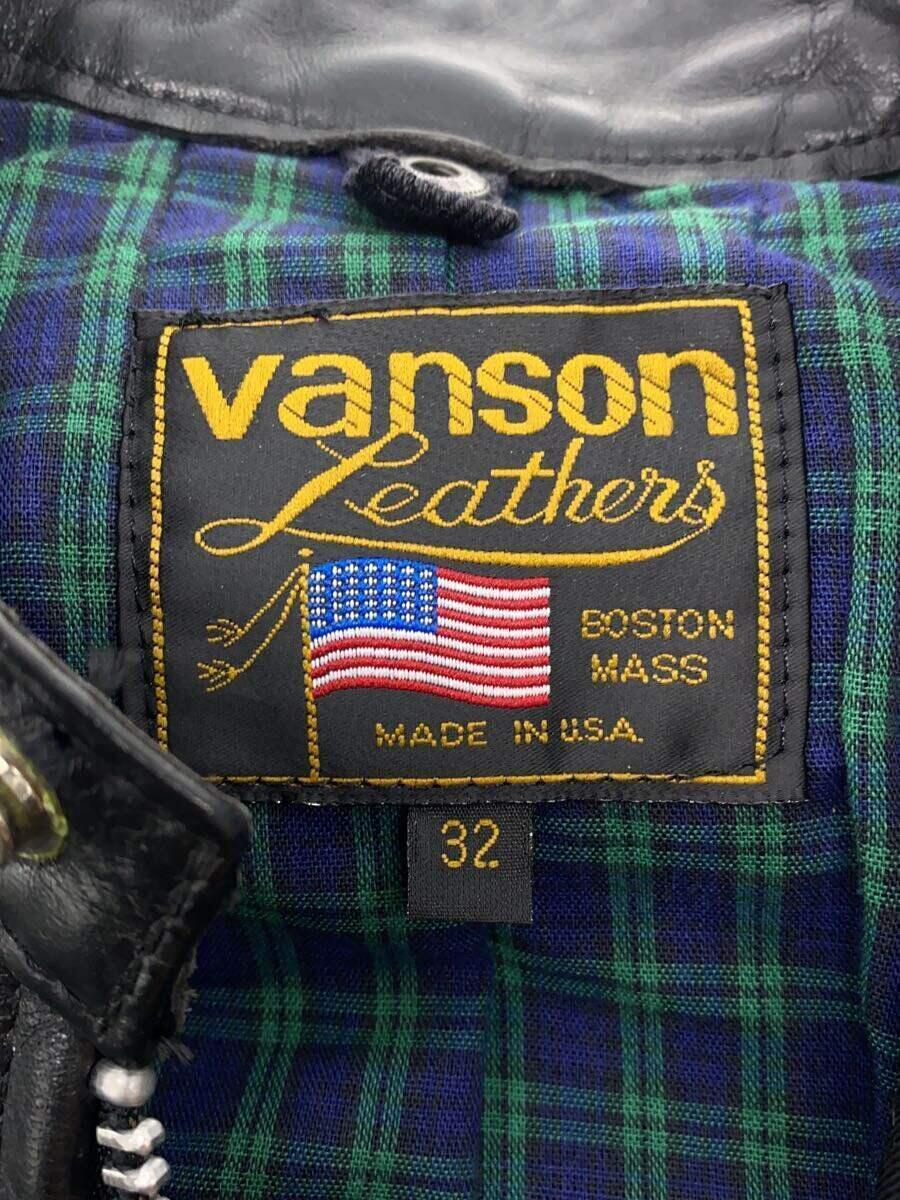 vanson
Leathers
BOSTON
MASS
MADE IN U.S.A.
32